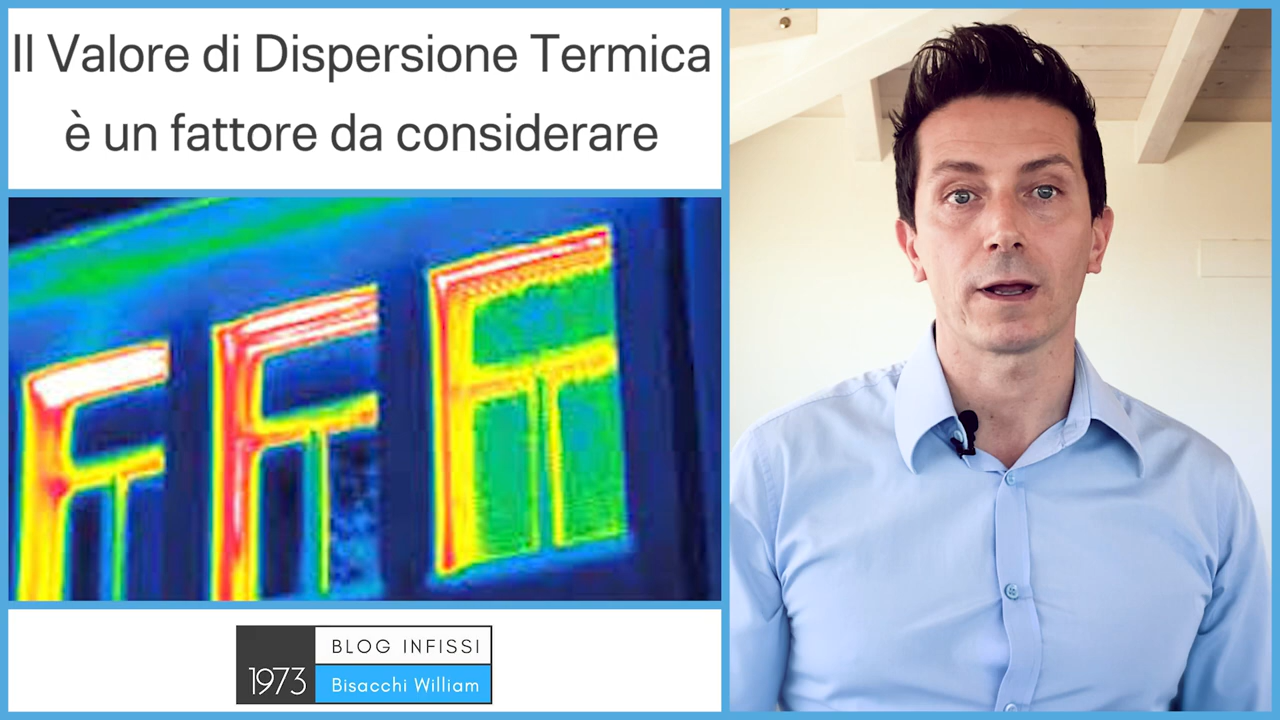 Il Valore di Dispersione Termica
è un fattore da considerare
1973
BLOG INFISSI
Bisacchi William